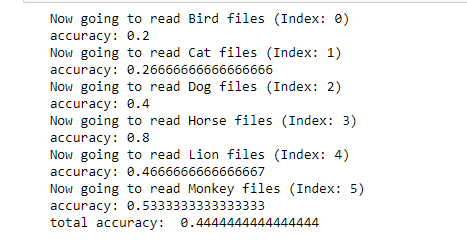 Now going to read Bird files (Index: 0)
accuracy: 0.2
Now going to read Cat files (Index: 1)
accuracy: 0.26666666666666666
Now going to read Dog files (Index: 2)
accuracy: 0.4
Now going to read Horse files (Index: 3)
accuracy: 0.8
Now going to read Lion files (Index: 4)
accuracy: 0.4666666666666667
Now going to read Monkey files (Index: 5)
accuracy: 0.5333333333333333
total accuracy:  0.4444444444444444